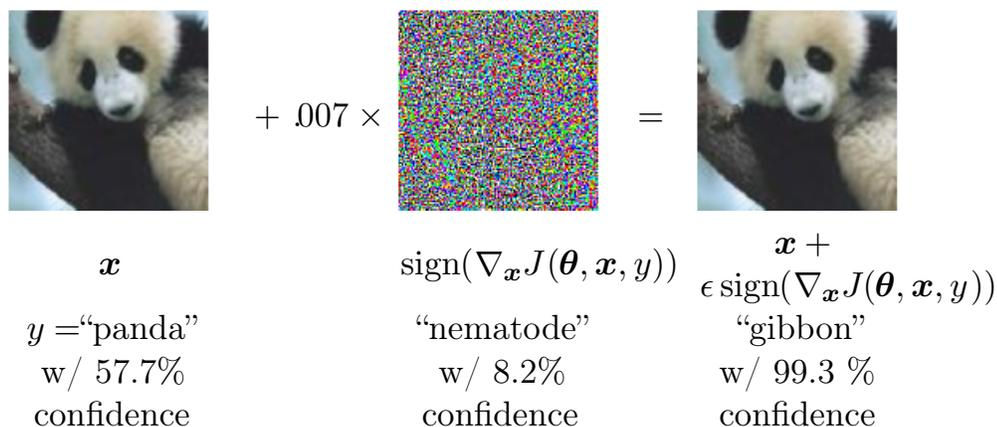 + .007 ×
=
x
sign(∇ₓJ(θ, x, y))
x +
ϵ sign(∇ₓJ(θ, x, y))
y =“panda”
w/ 57.7%
confidence
“nematode”
w/ 8.2%
confidence
“gibbon”
w/ 99.3 %
confidence